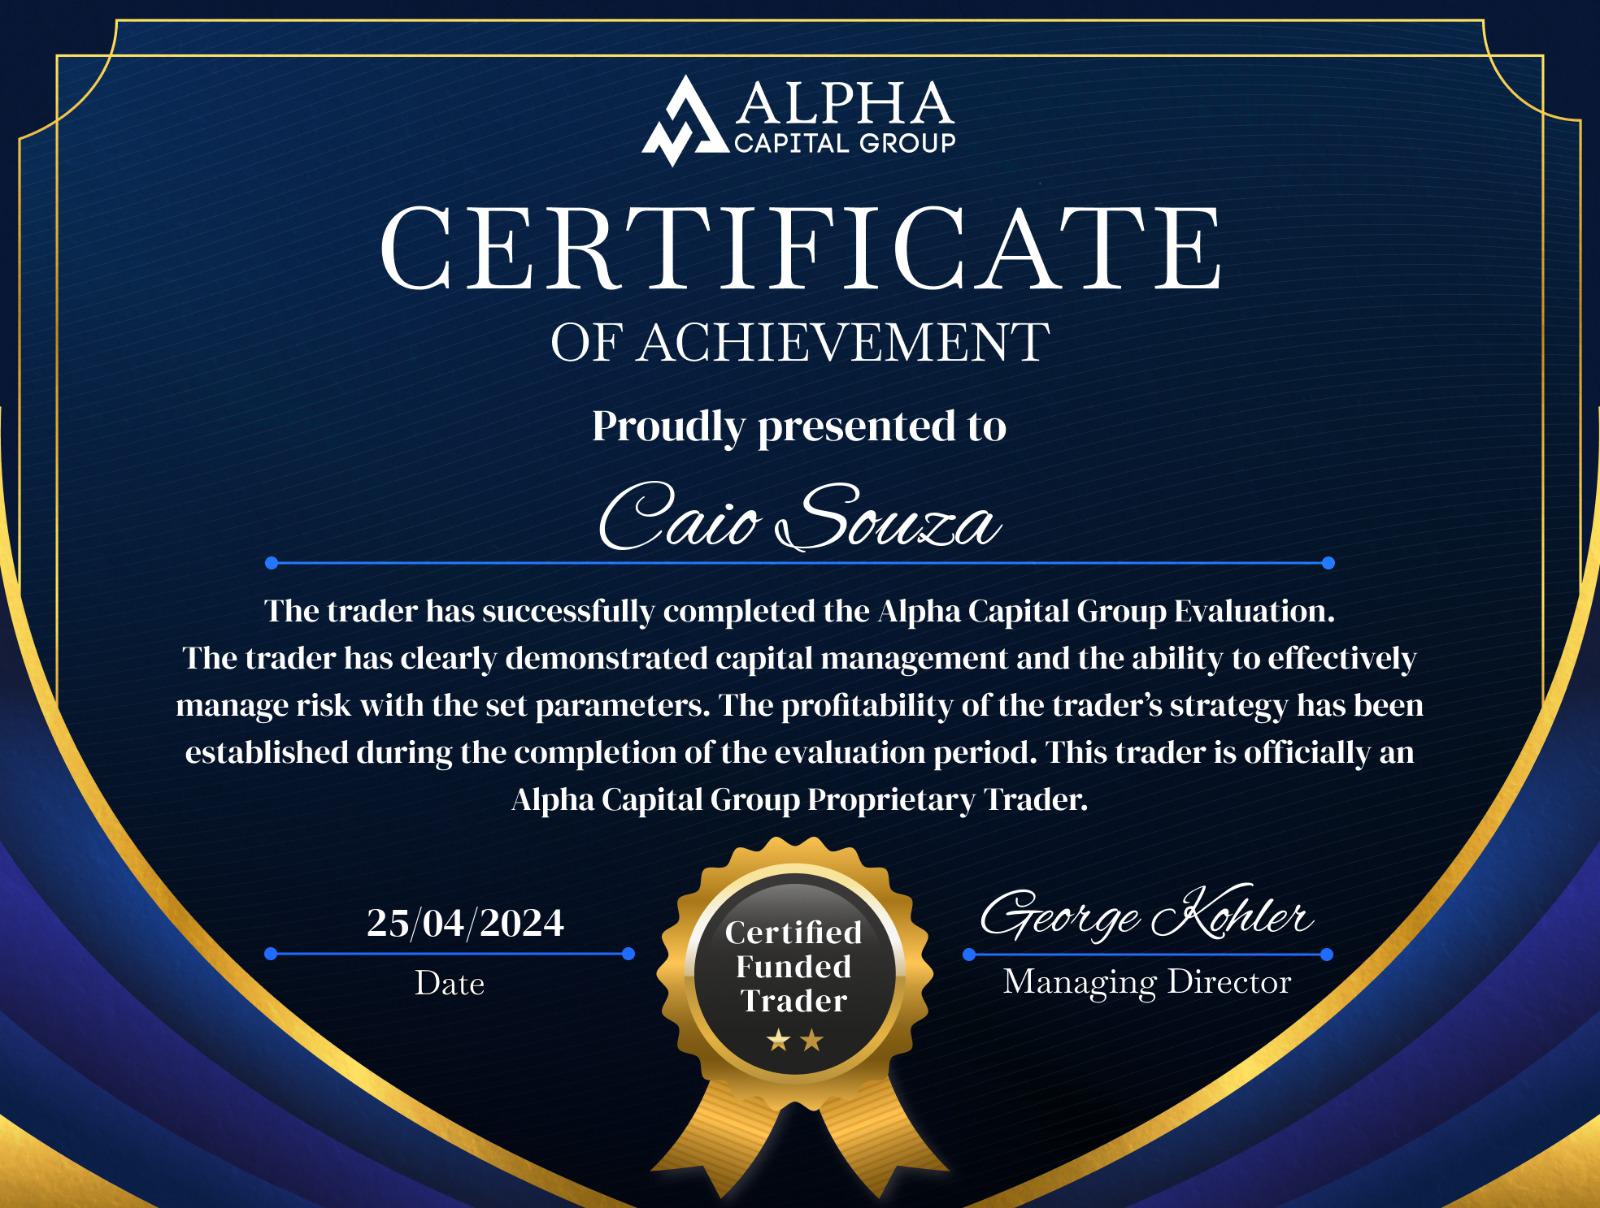 ALPHA
CAPITAL GROUP
CERTIFICATE
OF ACHIEVEMENT
Proudly presented to
Caio Souza
The trader has successfully completed the Alpha Capital Group Evaluation.
The trader has clearly demonstrated capital management and the ability to effectively
manage risk with the set parameters. The profitability of the trader’s strategy has been
established during the completion of the evaluation period. This trader is officially an
Alpha Capital Group Proprietary Trader.
25/04/2024
Date
Certified
Funded
Trader
George Kohler
Managing Director